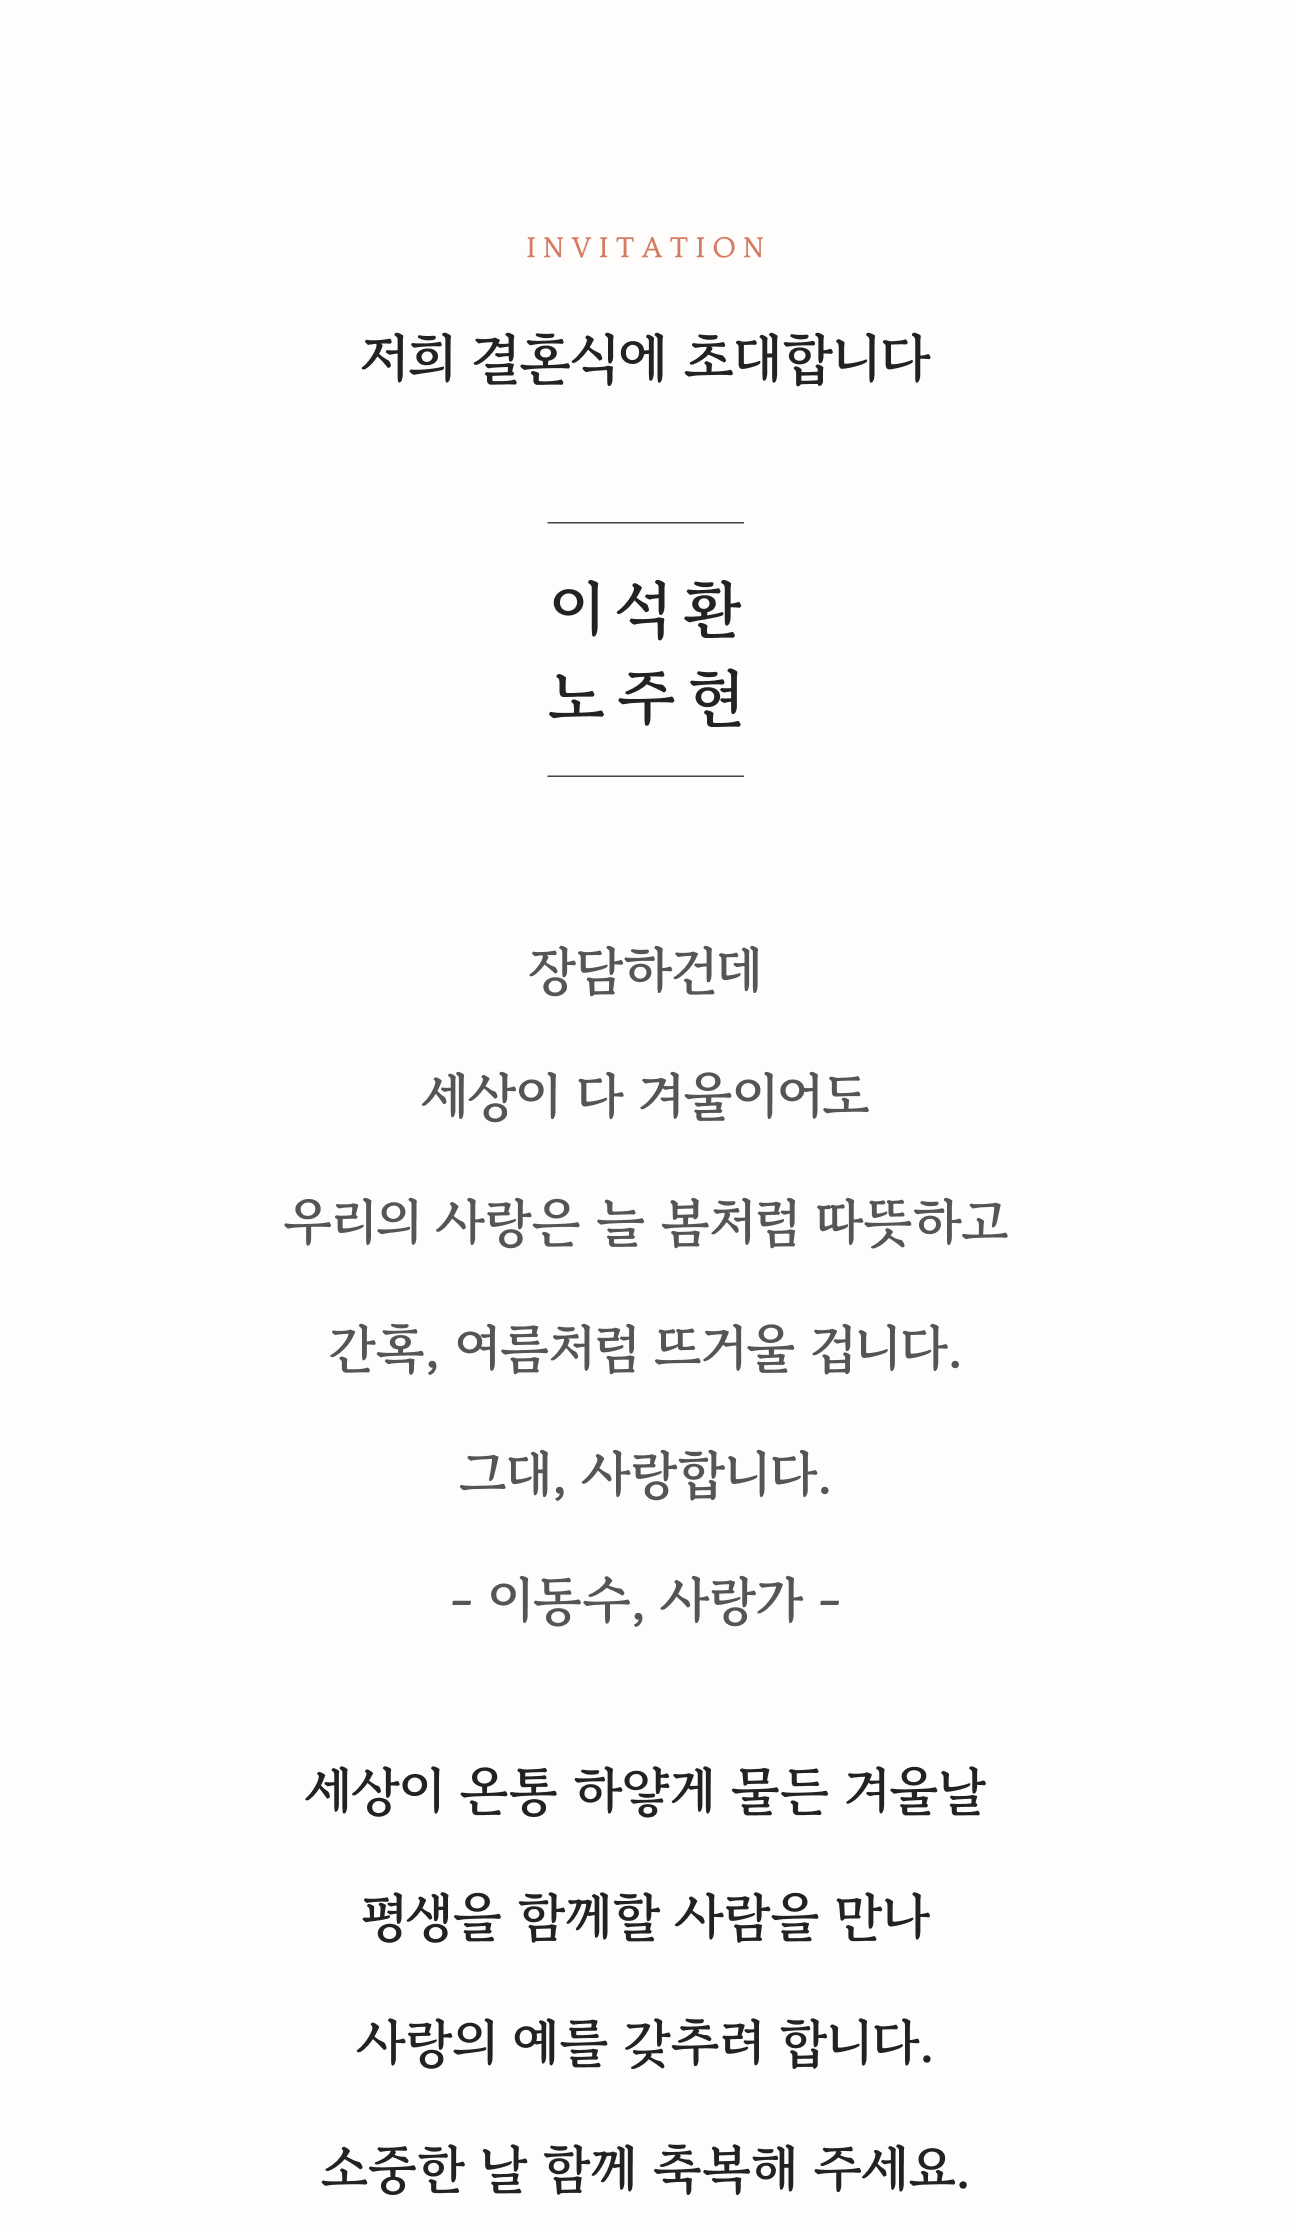 INVITATION
저희 결혼식에 초대합니다
이석환
노주현
장담하건데
세상이 다 겨울이어도
우리의 사랑은 늘 봄처럼 따뜻하고
간혹, 여름처럼 뜨거울 겁니다.
그대, 사랑합니다.
- 이동수, 사랑가 -
세상이 온통 하얗게 물든 겨울날
평생을 함께할 사람을 만나
사랑의 예를 갖추려 합니다.
소중한 날 함께 축복해 주세요.